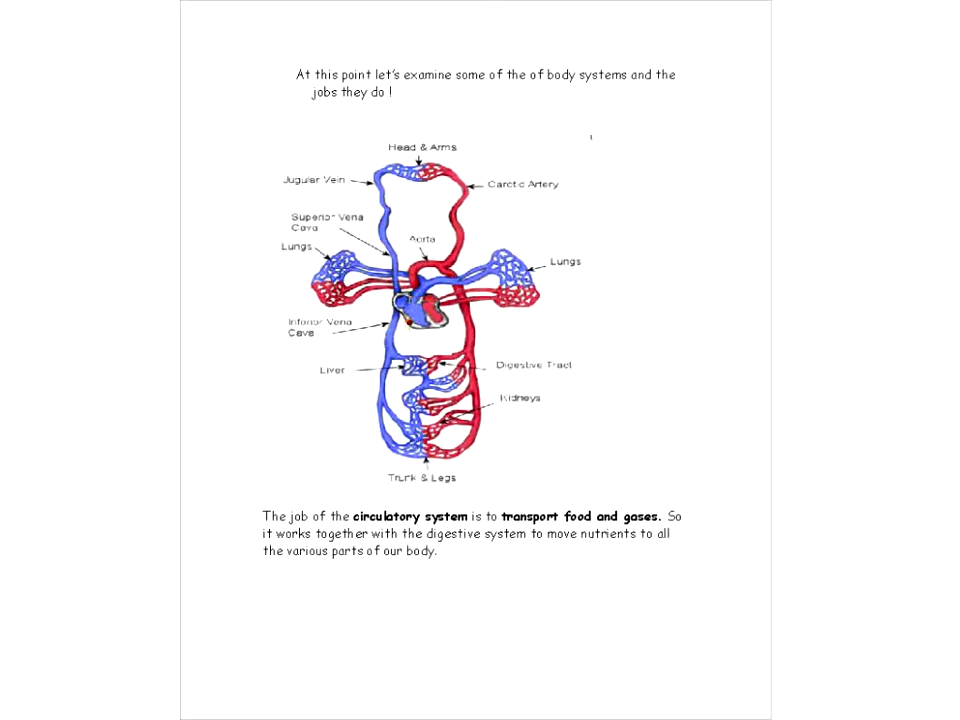 At this point let's examine some of the of body systems and the
jobs they do !
Head & Arms
Jugular Vein
Carotic Artery
Superior Vena
Cava
Aorta
Lungs
Lungs
Inferior Vena
Cava
Liver
Digestive Tract
Kidneys
Trunk & Legs
The job of the circulatory system is to transport food and gases. So
it works together with the digestive system to move nutrients to all
the various parts of our body.